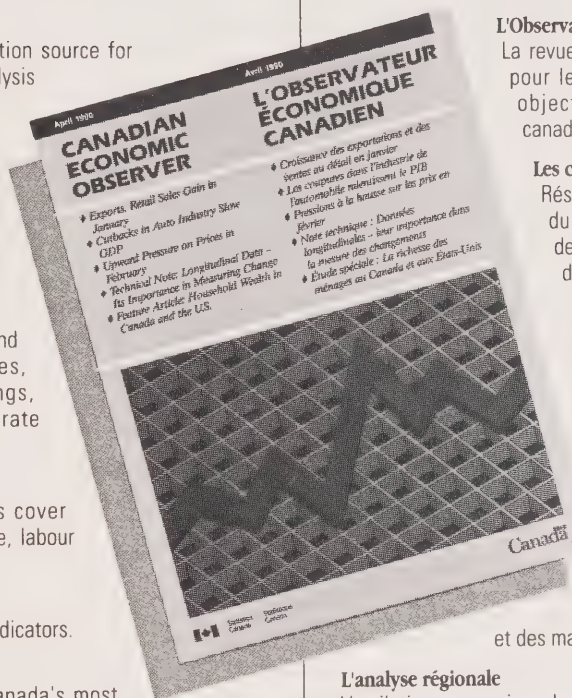 tion source for
lysis
nd
es,
ngs,
rate
s cover
e, labour
dicators.
anada's most
April 1990
Avril 1990
CANADIAN
ECONOMIC
OBSERVER
♦ Exports, Retail Sales Gain in
January
♦ Cutbacks in Auto Industry Slow
GDP
♦ Upward Pressure on Prices in
February
♦ Technical Note: Longitudinal Data –
Its Importance in Measuring Change
♦ Feature Article: Household Wealth in
Canada and the U.S.
L'OBSERVATEUR
ÉCONOMIQUE
CANADIEN
♦ Croissance des exportations et des
ventes au détail en janvier
♦ Les coupures dans l'industrie de
l'automobile ralentissent le PIB
♦ Pressions à la hausse sur les prix en
février
♦ Note technique : Données
longitudinales – leur importance dans
la mesure des changements
♦ Étude spéciale : La richesse des
ménages au Canada et aux États-Unis
Statistics Canada
Statistique Canada
Canada
L'Observa
La revue
pour le
object
canad
Les c
Rés
du
de
d
et des ma
L'analyse régionale